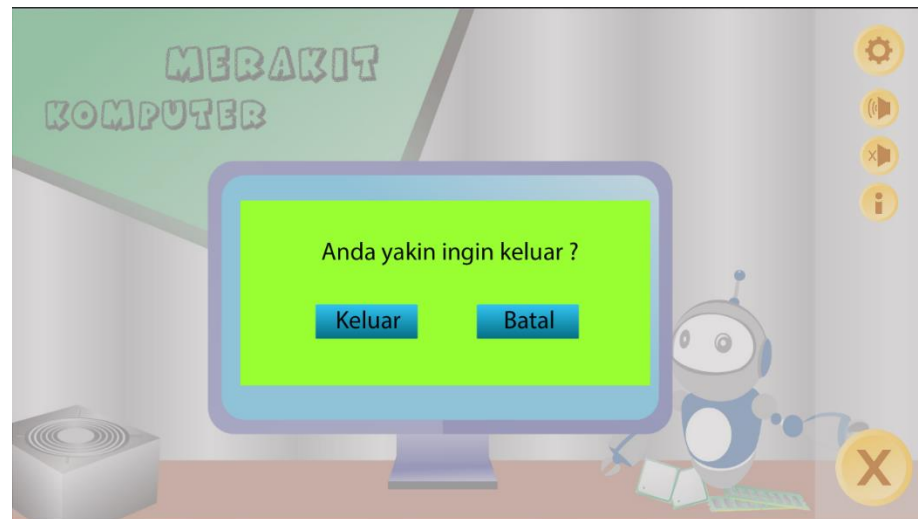 MERAKIT
KOMPUTER
Anda yakin ingin keluar ?
Keluar
Batal
X